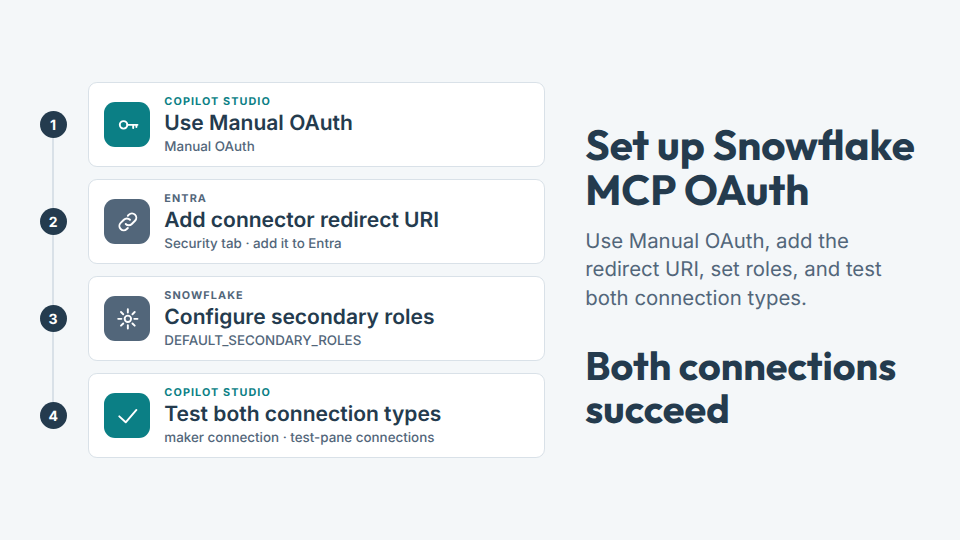 1
COPILOT STUDIO
Use Manual OAuth
Manual OAuth
2
ENTRA
Add connector redirect URI
Security tab · add it to Entra
3
SNOWFLAKE
Configure secondary roles
DEFAULT_SECONDARY_ROLES
4
COPILOT STUDIO
Test both connection types
maker connection · test-pane connections
Set up Snowflake
MCP OAuth
Use Manual OAuth, add the
redirect URI, set roles, and test
both connection types.
Both connections
succeed